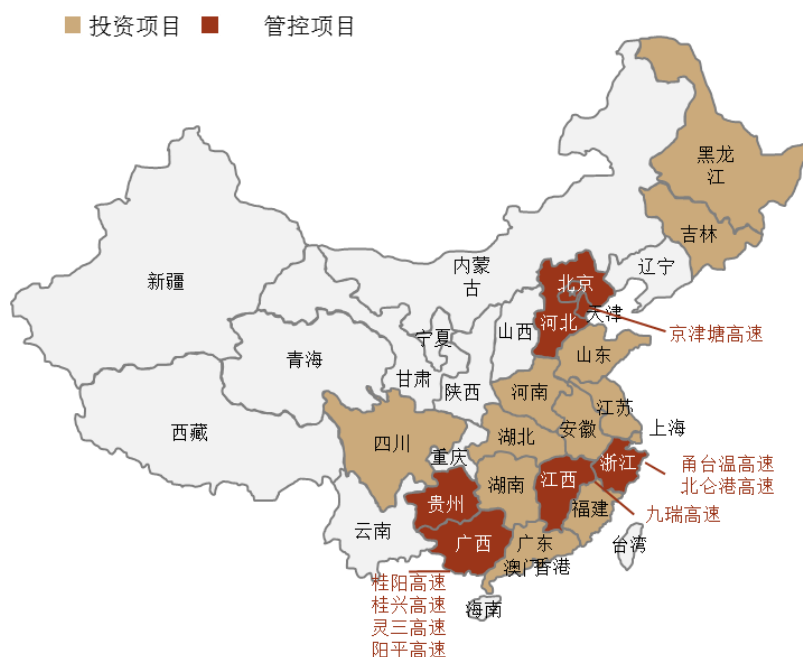 投资项目 管控项目
黑龙
江
吉林
辽宁
内蒙
古
新疆
北京
天津
河北
京津塘高速
山西
宁夏
山东
青海
甘肃
陕西
河南
江苏
西藏
安徽
上海
四川
湖北
重庆
浙江
甬台温高速
北仑港高速
江西
湖南
贵州
福建
九瑞高速
云南
广西
广东
台湾
澳门
香港
桂阳高速
桂兴高速
灵三高速
阳平高速
海南